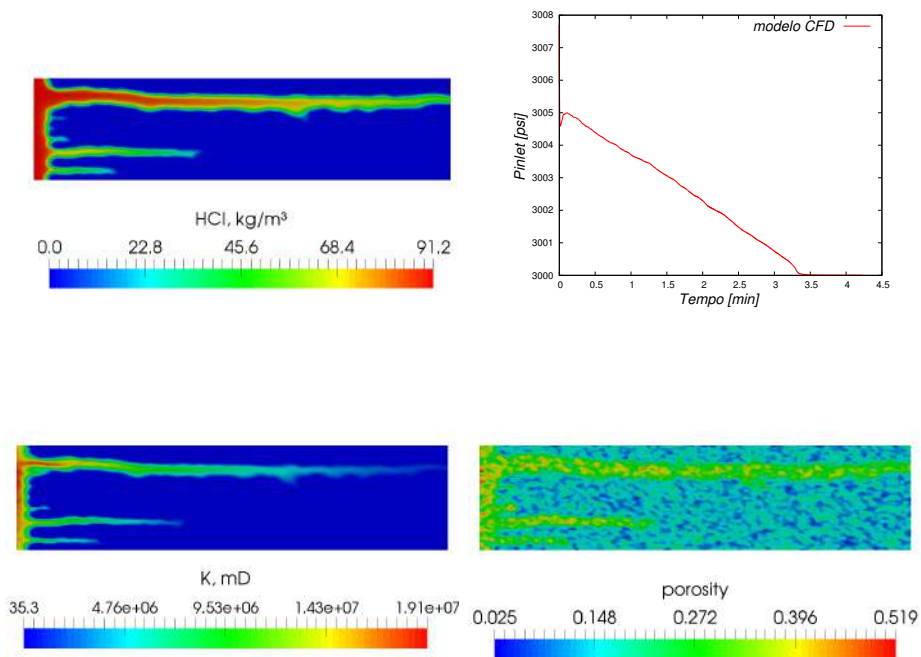 HCl, kg/m³
0.0 22.8 45.6 68.4 91.2
3008
3007
3006
3005
3004
3003
3002
3001
3000
Pinlet [psi]
modelo CFD
0 0.5 1 1.5 2 2.5 3 3.5 4 4.5
Tempo [min]
K, mD
35.3 4.76e+06 9.53e+06 1.43e+07 1.91e+07
porosity
0.025 0.148 0.272 0.396 0.519